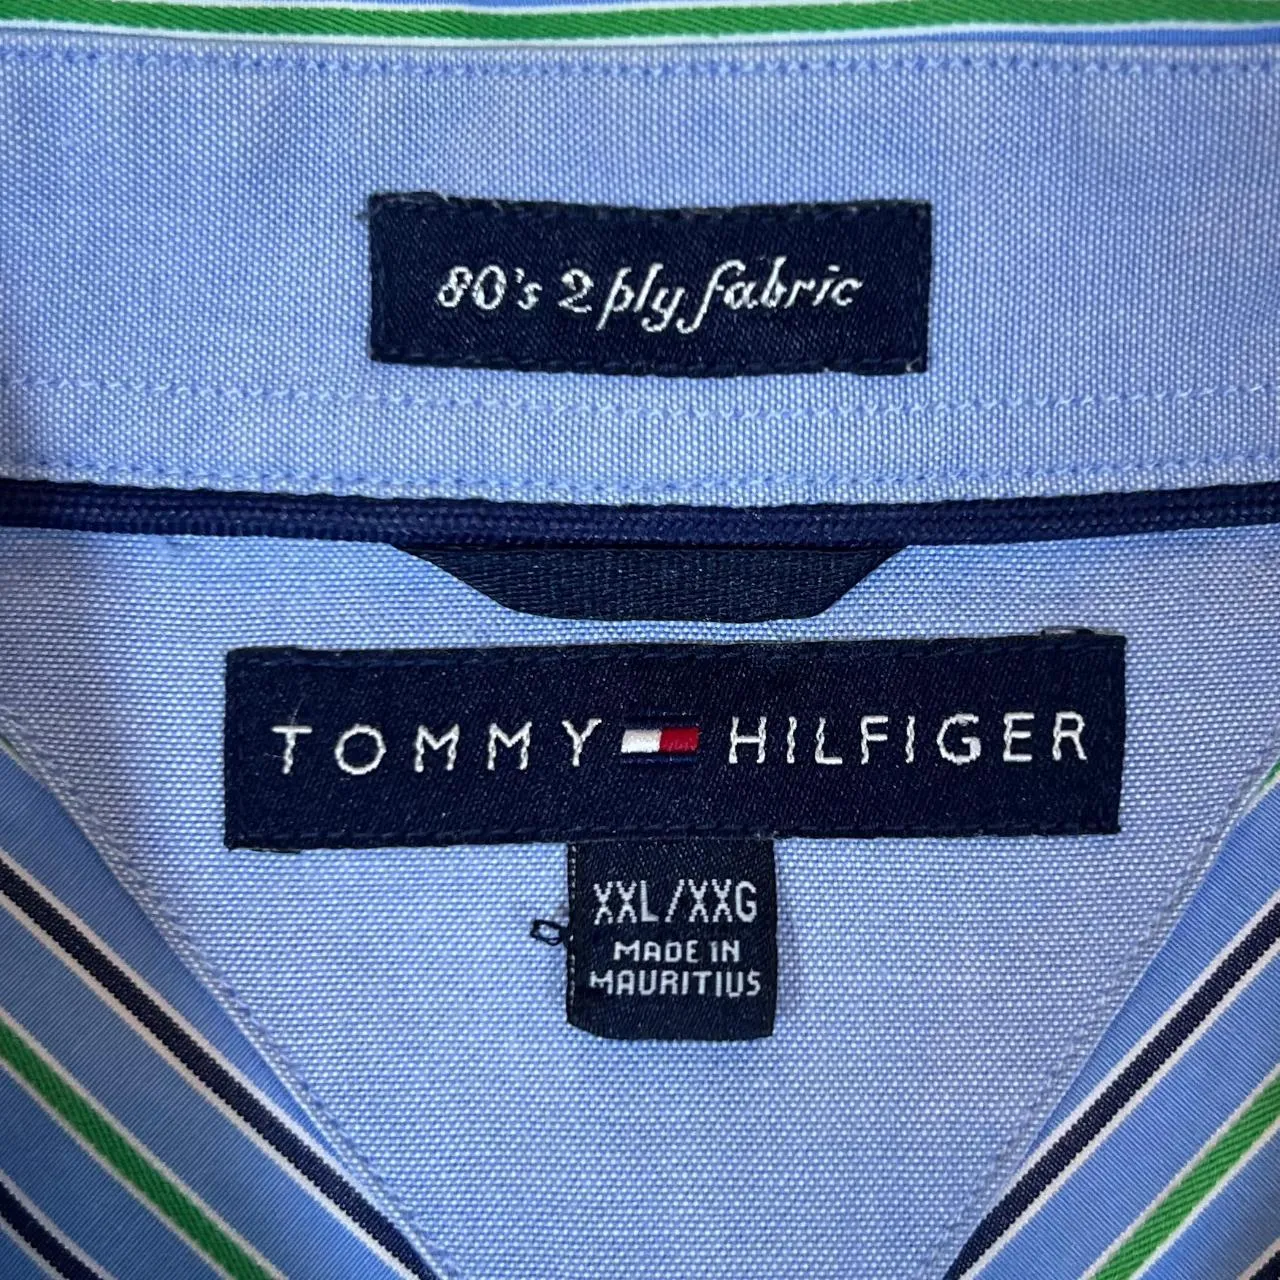 80's 2 ply fabric
TOMMY HILFIGER
XXL/XXG
MADE IN
MAURITIUS